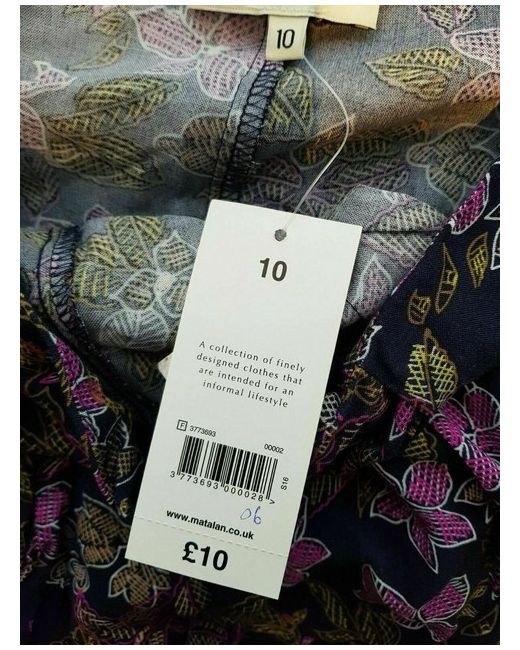 10
10
A collection of finely
designed clothes that
are intended for an
informal lifestyle
F 3773693
00002
3 773693 000028 >
S16
06
www.matalan.co.uk
£10